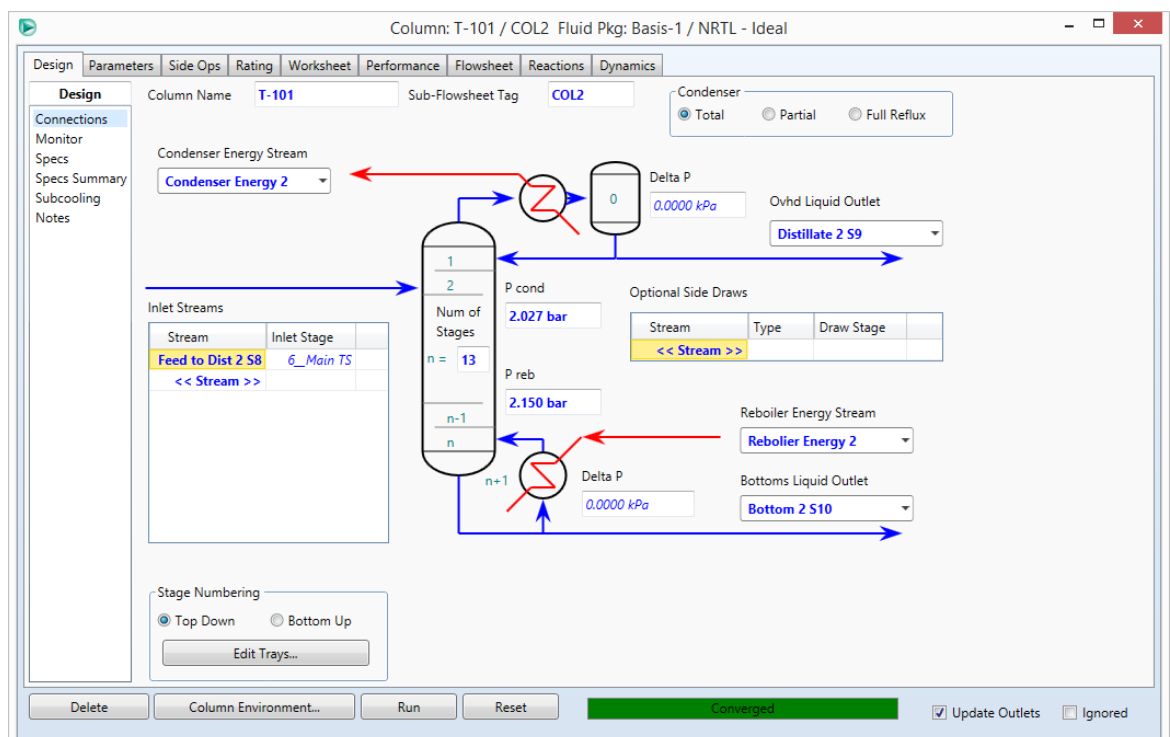 Column: T-101 / COL2 Fluid Pkg: Basis-1 / NRTL - Ideal
Design Parameters Side Ops Rating Worksheet Performance Flowsheet Reactions Dynamics
Design
Connections
Monitor
Specs
Specs Summary
Subcooling
Notes
Column Name T-101 Sub-Flowsheet Tag COL2
Condenser
Total Partial Full Reflux
Condenser Energy Stream
Condenser Energy 2
0
Delta P
0.0000 kPa
Ovhd Liquid Outlet
Distillate 2 S9
1
2
Num of
Stages
n = 13
n-1
n
n+1
P cond
2.027 bar
P reb
2.150 bar
Delta P
0.0000 kPa
Inlet Streams
Stream Inlet Stage
Feed to Dist 2 S8 6__Main TS
<< Stream >>
Optional Side Draws
Stream Type Draw Stage
<< Stream >>
Reboiler Energy Stream
Rebolier Energy 2
Bottoms Liquid Outlet
Bottom 2 S10
Stage Numbering
Top Down Bottom Up
Edit Trays...
Delete Column Environment... Run Reset Converged Update Outlets Ignored